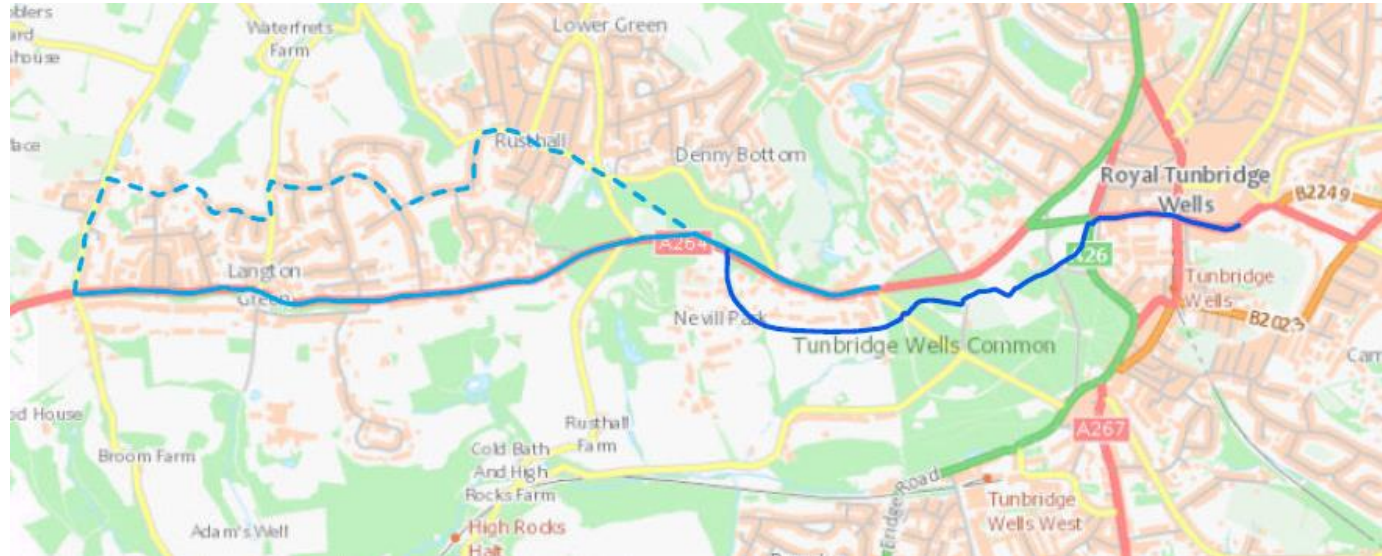 Waterfrets
Farm
Lower Green
Rusthall
Denny Bottom
Royal Tunbridge
Wells
B2249
A264
A26
Langton
Green
Tunbridge
Wells
Nevill Park
B2023
Tunbridge Wells Common
Rusthall
Farm
A267
Broom Farm
Cold Bath
And High
Rocks Farm
Eridge Road
Tunbridge
Wells West
Adam's Well
High Rocks
Halt